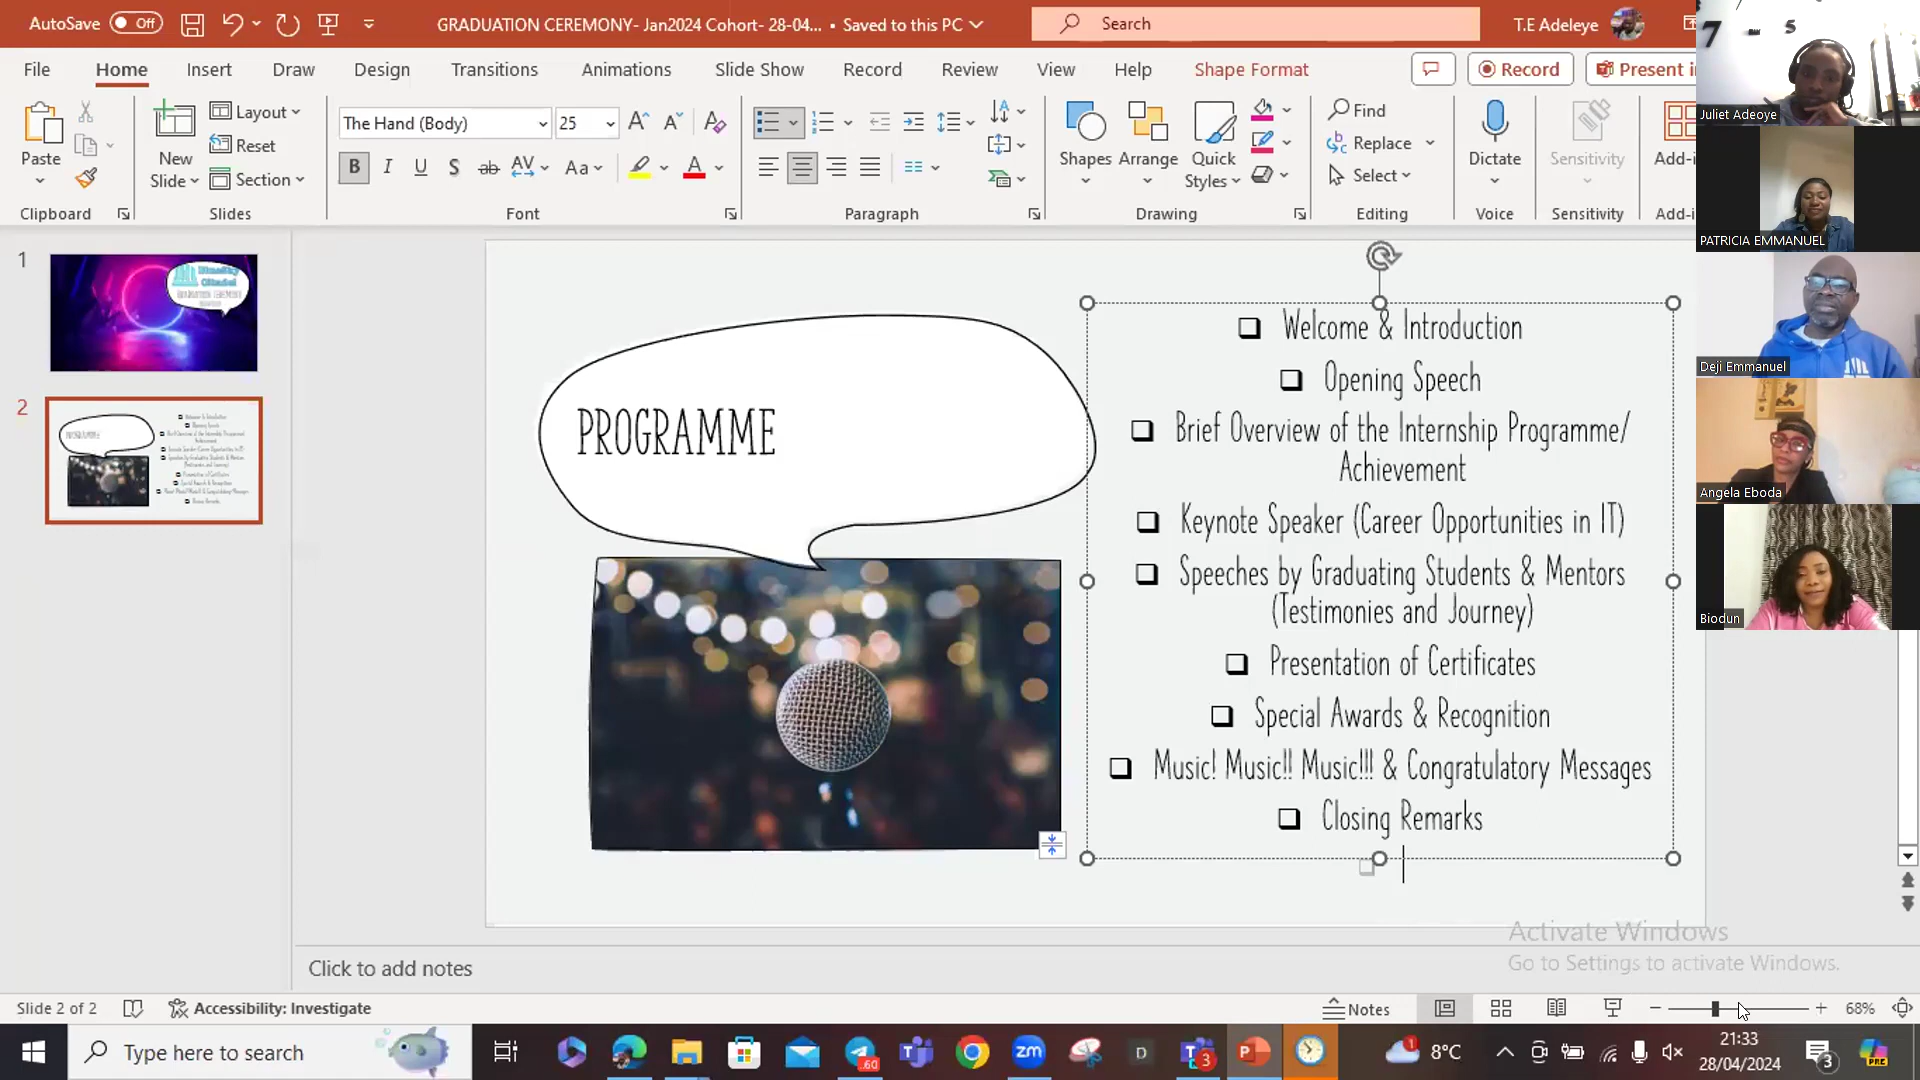 AutoSave Off GRADUATION CEREMONY- Jan2024 Cohort- 28-04... • Saved to this PC Search T.E Adeleye
File Home Insert Draw Design Transitions Animations Slide Show Record Review View Help Shape Format Record Present i
Paste
Clipboard
New
Slide
Layout
Reset
Section
Slides
The Hand (Body) 25
B I U S ab AV Aa A
Font
Paragraph
Shapes Arrange Quick
Styles
Drawing
Find
Replace
Select
Editing
Dictate
Voice
Sensitivity
Sensitivity
Add-i
Add-i
1
2
PROGRAMME
Welcome & Introduction
Opening Speech
Brief Overview of the Internship Programme/
Achievement
Keynote Speaker (Career Opportunities in IT)
Speeches by Graduating Students & Mentors
(Testimonies and Journey)
Presentation of Certificates
Special Awards & Recognition
Music! Music!! Music!!! & Congratulatory Messages
Closing Remarks
Juliet Adeoye
PATRICIA EMMANUEL
Deji Emmanuel
Angela Eboda
Biodun
Activate Windows
Go to Settings to activate Windows.
Click to add notes
Slide 2 of 2 Accessibility: Investigate Notes 68%
Type here to search
8°C
21:33
28/04/2024